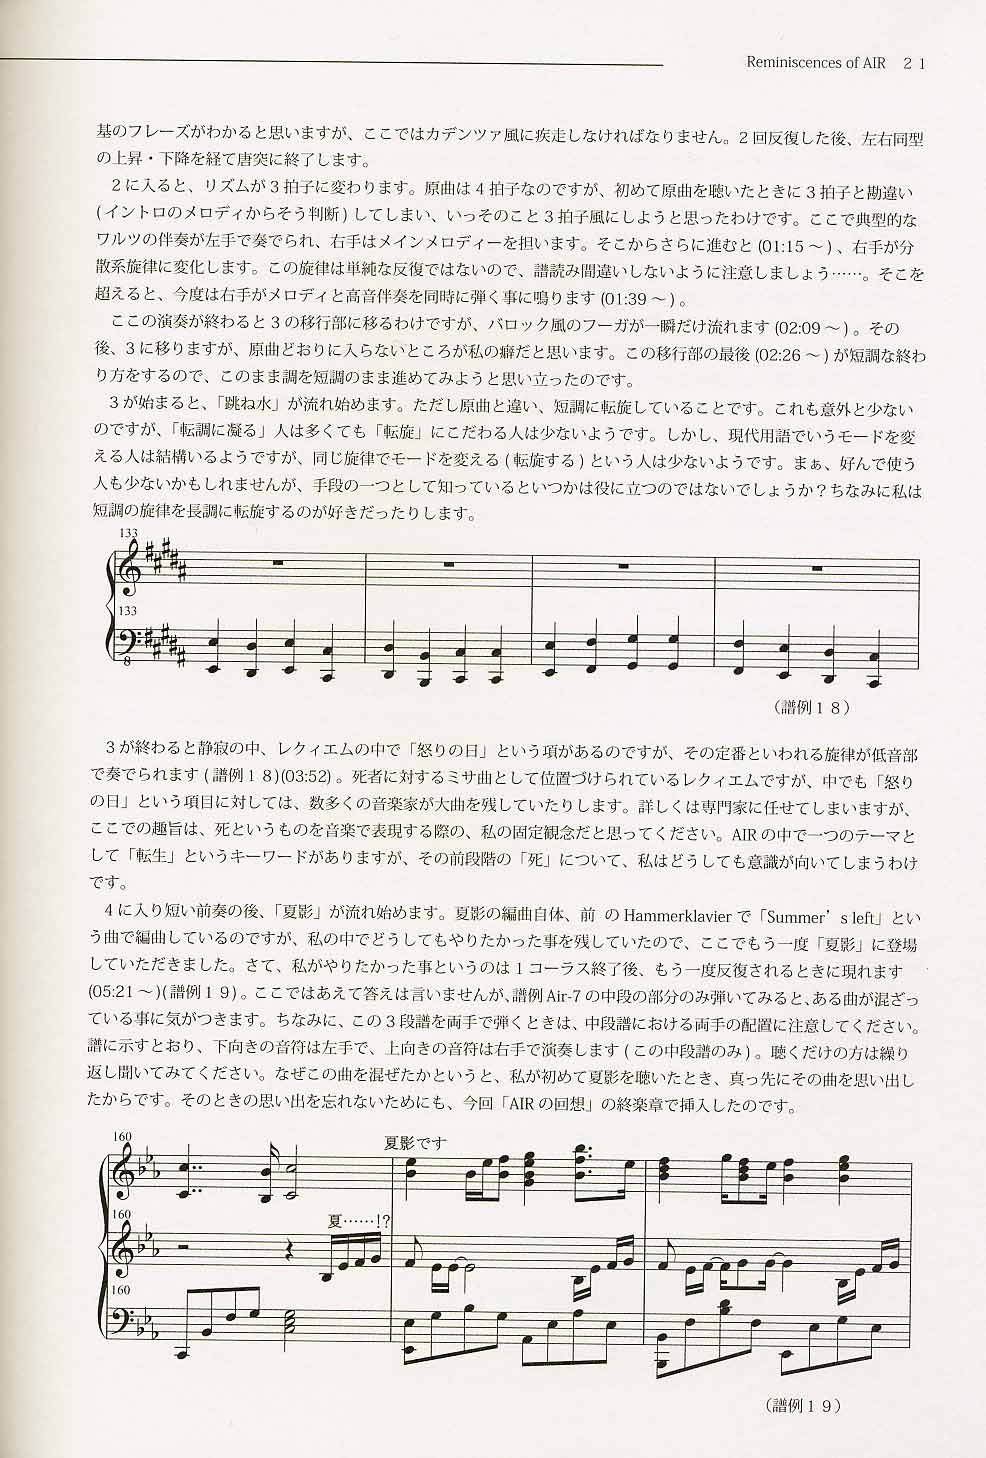 Reminiscences of AIR　２１
基のフレーズがわかると思いますが、ここではカデンツァ風に疾走しなければなりません。2 回反復した後、左右同型
の上昇・下降を経て唐突に終了します。
２に入ると、リズムが３拍子に変わります。原曲は４拍子なのですが、初めて原曲を聴いたときに３拍子と勘違い
(イントロのメロディからそう判断) してしまい、いっそのこと３拍子風にしようと思ったわけです。ここで典型的な
ワルツの伴奏が左手で奏でられ、右手はメインメロディーを担います。そこからさらに進むと (01:15 〜) 、右手が分
散系旋律に変化します。この旋律は単純な反復ではないので、譜読み間違いしないように注意しましょう……。そこを
超えると、今度は右手がメロディと高音伴奏を同時に弾く事に鳴ります (01:39 〜) 。
ここの演奏が終わると３の移行部に移るわけですが、バロック風のフーガが一瞬だけ流れます (02:09 〜) 。その
後、３に移りますが、原曲どおりに入らないところが私の癖だと思います。この移行部の最後 (02:26 〜) が短調な終わ
り方をするので、このまま調を短調のまま進めてみようと思い立ったのです。
３が始まると、「跳ね水」が流れ始めます。ただし原曲と違い、短調に転旋していることです。これも意外と少ない
のですが、「転調に凝る」人は多くても「転旋」にこだわる人は少ないようです。しかし、現代用語でいうモードを変
える人は結構いるようですが、同じ旋律でモードを変える (転旋する) という人は少ないようです。まぁ、好んで使う
人も少ないかもしれませんが、手段の一つとして知っているといつかは役に立つのではないでしょうか？ちなみに私は
短調の旋律を長調に転旋するのが好きだったりします。
133
133
8
（譜例１８）
３が終わると静寂の中、レクィエムの中で「怒りの日」という項があるのですが、その定番といわれる旋律が低音部
で奏でられます (譜例１８)(03:52) 。死者に対するミサ曲として位置づけられているレクィエムですが、中でも「怒り
の日」という項目に対しては、数多くの音楽家が大曲を残していたりします。詳しくは専門家に任せてしまいますが、
ここでの趣旨は、死というものを音楽で表現する際の、私の固定観念だと思ってください。AIR の中で一つのテーマと
して「転生」というキーワードがありますが、その前段階の「死」について、私はどうしても意識が向いてしまうわけ
です。
４に入り短い前奏の後、「夏影」が流れ始めます。夏影の編曲自体、前 の Hammerklavier で「Summer’s left」とい
う曲で編曲しているのですが、私の中でどうしてもやりたかった事を残していたので、ここでもう一度「夏影」に登場
していただきました。さて、私がやりたかった事というのは１コーラス終了後、もう一度反復されるときに現れます
(05:21 〜)(譜例１９)。ここではあえて答えは言いませんが、譜例 Air-7 の中段の部分のみ弾いてみると、ある曲が混ざっ
ている事に気がつきます。ちなみに、この３段譜を両手で弾くときは、中段譜における両手の配置に注意してください。
譜に示すとおり、下向きの音符は左手で、上向きの音符は右手で演奏します (この中段譜のみ) 。聴くだけの方は繰り
返し聞いてみてください。なぜこの曲を混ぜたかというと、私が初めて夏影を聴いたとき、真っ先にその曲を思い出し
たからです。そのときの思い出を忘れないためにも、今回「AIR の回想」の終楽章で挿入したのです。
160
夏影です
160
夏……!?
160
（譜例１９）